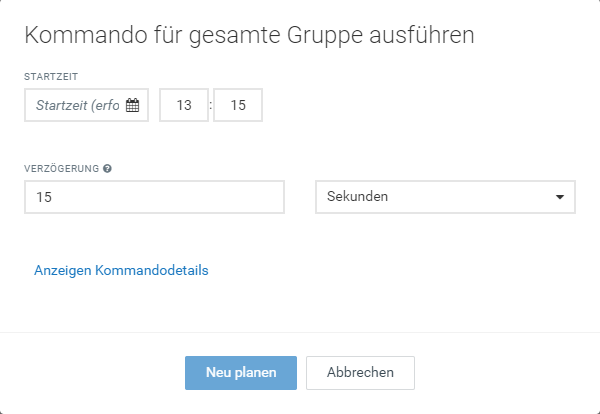 Kommando für gesamte Gruppe ausführen
STARTZEIT
Startzeit (erfo 13 : 15
VERZÖGERUNG
15 Sekunden
Anzeigen Kommandodetails
Neu planen Abbrechen